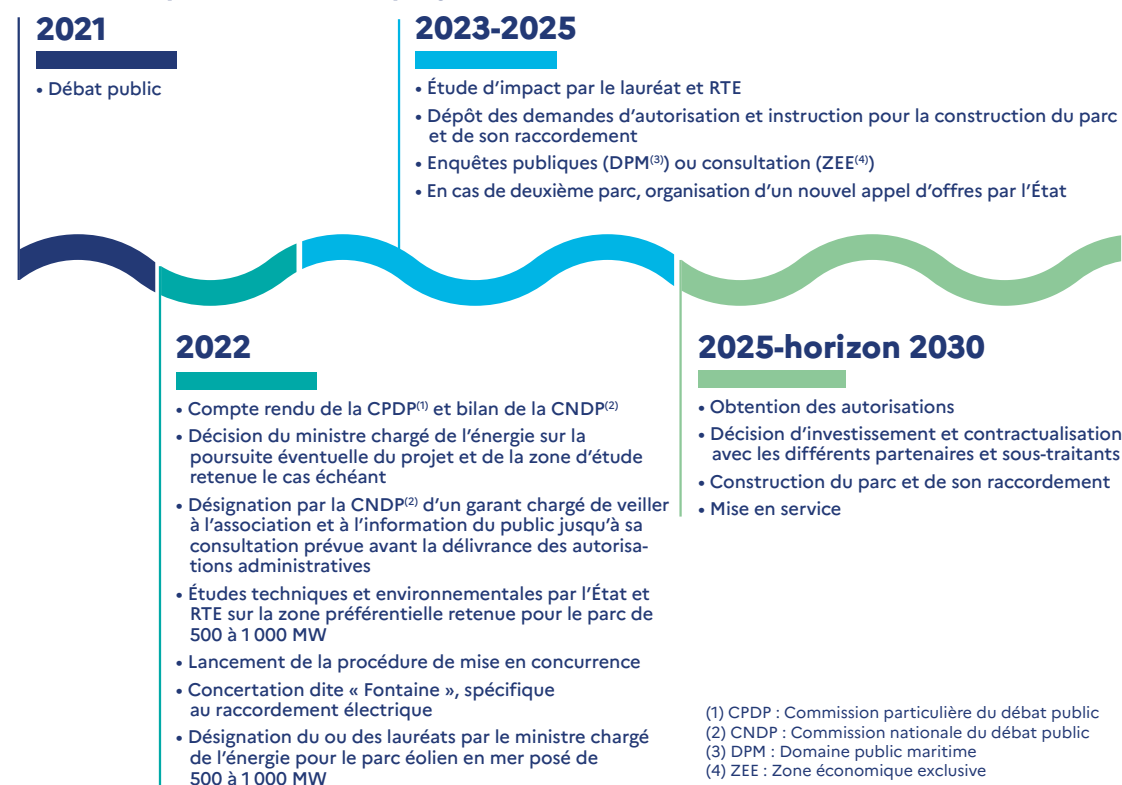 2021
• Débat public
2023-2025
• Étude d’impact par le lauréat et RTE
• Dépôt des demandes d’autorisation et instruction pour la construction du parc
et de son raccordement
• Enquêtes publiques (DPM(3)) ou consultation (ZEE(4))
• En cas de deuxième parc, organisation d’un nouvel appel d’offres par l’État
2022
• Compte rendu de la CPDP(1) et bilan de la CNDP(2)
• Décision du ministre chargé de l’énergie sur la
poursuite éventuelle du projet et de la zone d’étude
retenue le cas échéant
• Désignation par la CNDP(2) d’un garant chargé de veiller
à l’association et à l’information du public jusqu’à sa
consultation prévue avant la délivrance des autorisa-
tions administratives
• Études techniques et environnementales par l’État et
RTE sur la zone préférentielle retenue pour le parc de
500 à 1 000 MW
• Lancement de la procédure de mise en concurrence
• Concertation dite « Fontaine », spécifique
au raccordement électrique
• Désignation du ou des lauréats par le ministre chargé
de l’énergie pour le parc éolien en mer posé de
500 à 1 000 MW
2025-horizon 2030
• Obtention des autorisations
• Décision d’investissement et contractualisation
avec les différents partenaires et sous-traitants
• Construction du parc et de son raccordement
• Mise en service
(1) CPDP : Commission particulière du débat public
(2) CNDP : Commission nationale du débat public
(3) DPM : Domaine public maritime
(4) ZEE : Zone économique exclusive